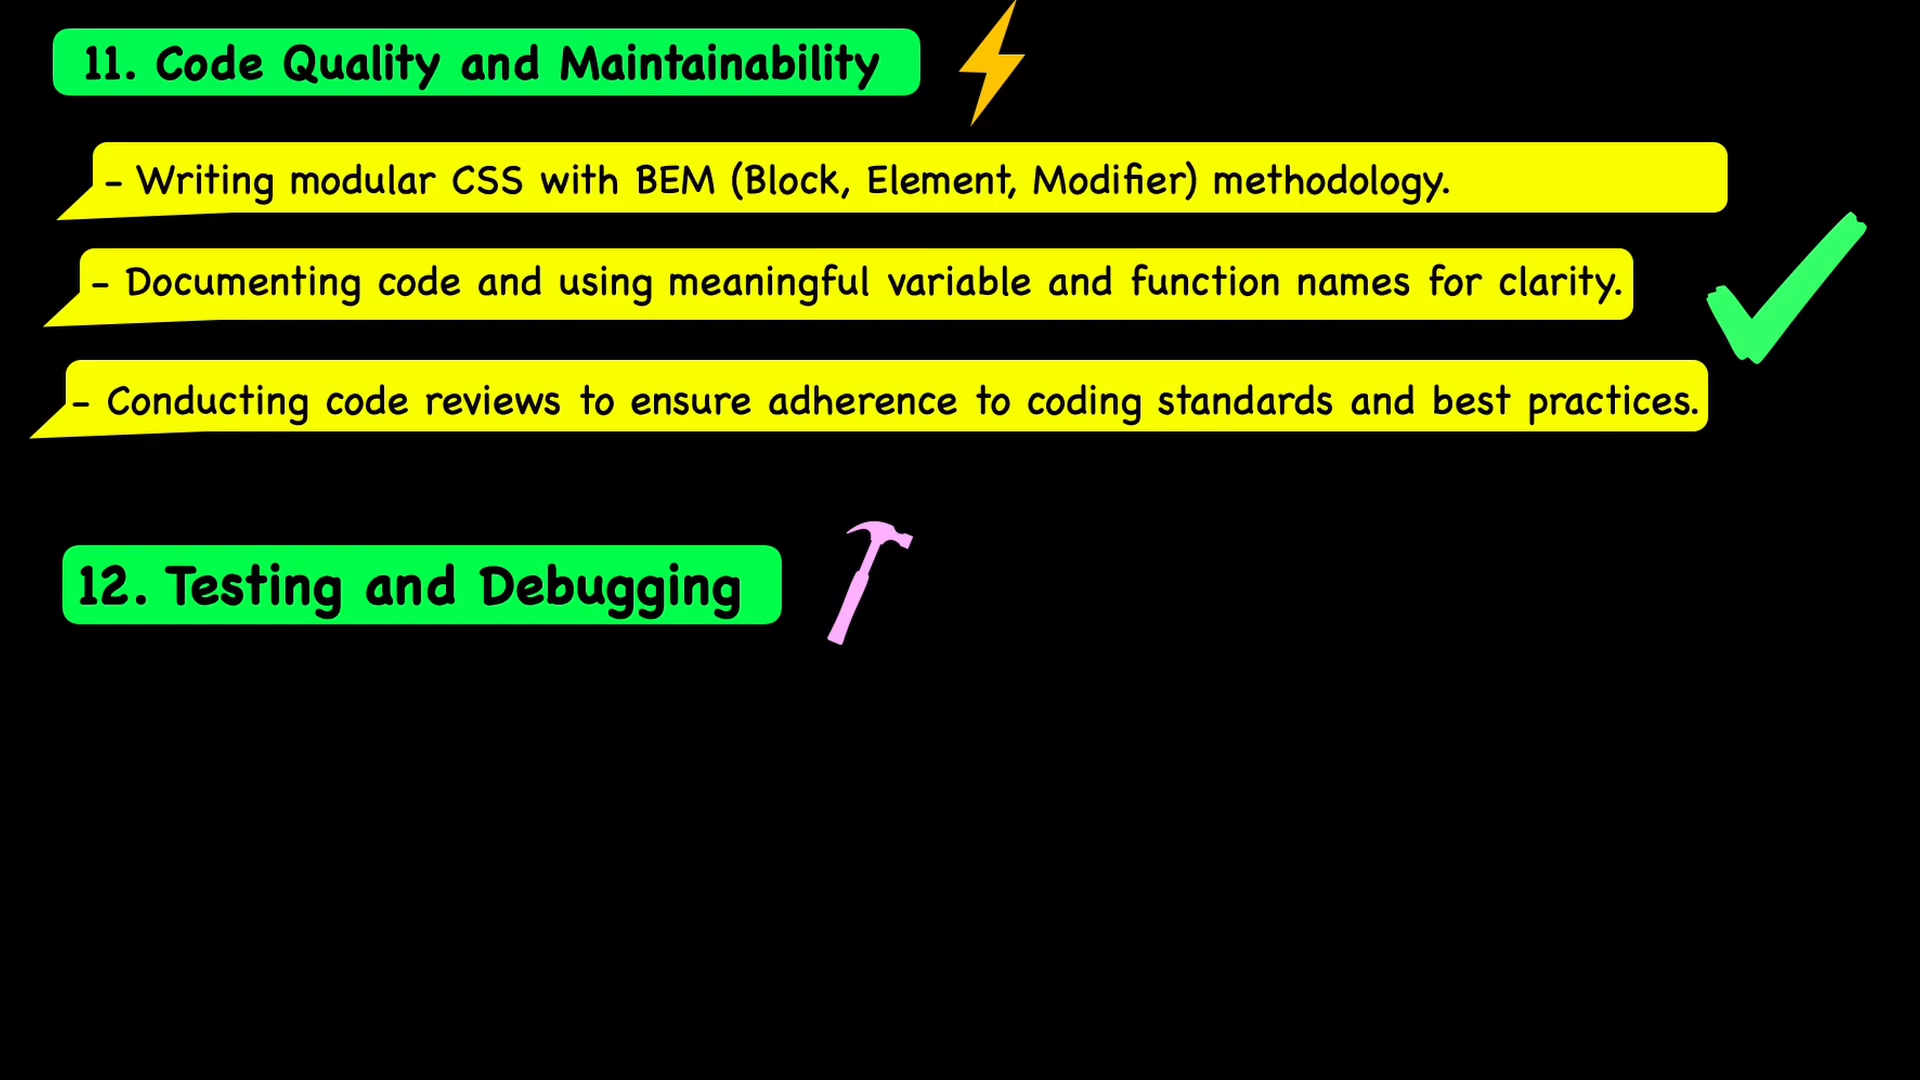 11. Code Quality and Maintainability
- Writing modular CSS with BEM (Block, Element, Modifier) methodology.
- Documenting code and using meaningful variable and function names for clarity.
- Conducting code reviews to ensure adherence to coding standards and best practices.
12. Testing and Debugging